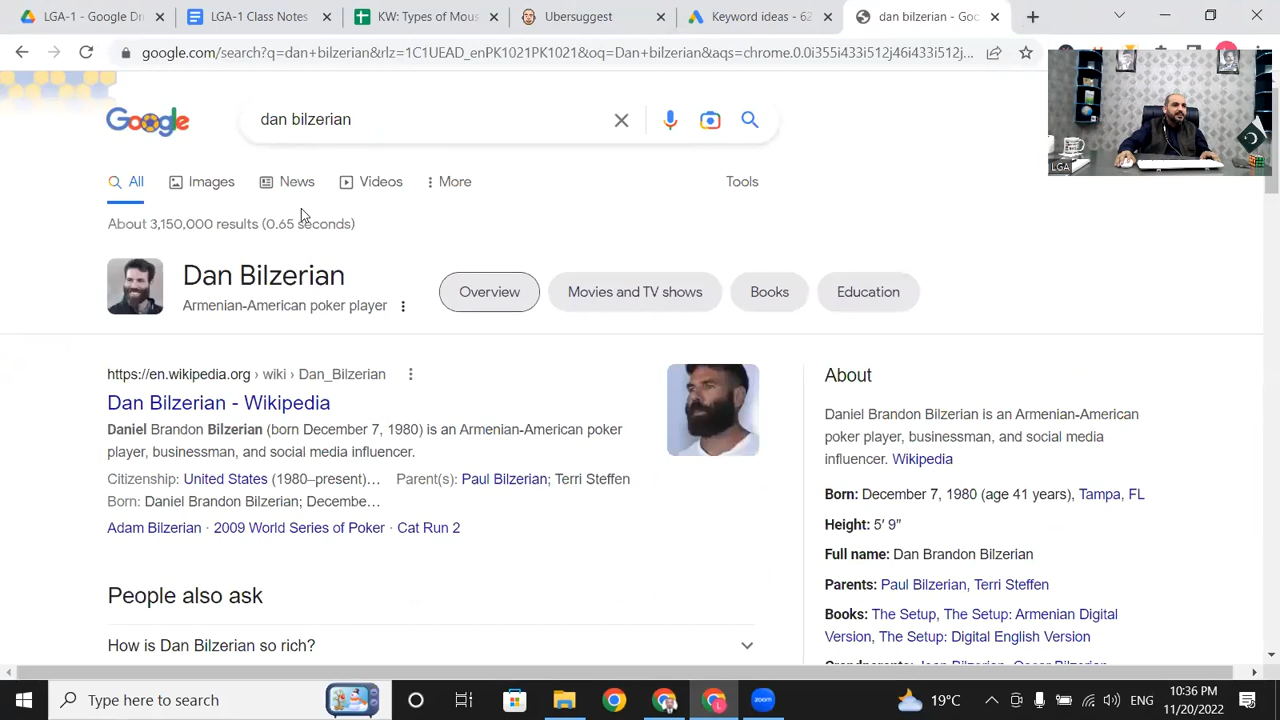 LGA-1 - Google Dr
LGA-1 Class Notes
KW: Types of Mou
Ubersuggest
Keyword ideas - 62
dan bilzerian - Goo
google.com/search?q=dan+bilzerian&rlz=1C1UEAD_enPK1021PK1021&oq=Dan+bilzerian&aqs=chrome.0.0i355i433i512j46i433i512j...
Google
dan bilzerian
LGA
All
Images
News
Videos
More
Tools
About 3,150,000 results (0.65 seconds)
Dan Bilzerian
Armenian-American poker player
Overview
Movies and TV shows
Books
Education
https://en.wikipedia.org › wiki › Dan_Bilzerian
Dan Bilzerian - Wikipedia
Daniel Brandon Bilzerian (born December 7, 1980) is an Armenian-American poker
player, businessman, and social media influencer.
Citizenship: United States (1980–present)... Parent(s): Paul Bilzerian; Terri Steffen
Born: Daniel Brandon Bilzerian; Decembe...
Adam Bilzerian · 2009 World Series of Poker · Cat Run 2
People also ask
How is Dan Bilzerian so rich?
About
Daniel Brandon Bilzerian is an Armenian-American
poker player, businessman, and social media
influencer. Wikipedia
Born: December 7, 1980 (age 41 years), Tampa, FL
Height: 5′ 9″
Full name: Dan Brandon Bilzerian
Parents: Paul Bilzerian, Terri Steffen
Books: The Setup, The Setup: Armenian Digital
Version, The Setup: Digital English Version
Type here to search
zoom
19°C
ENG
10:36 PM
11/20/2022